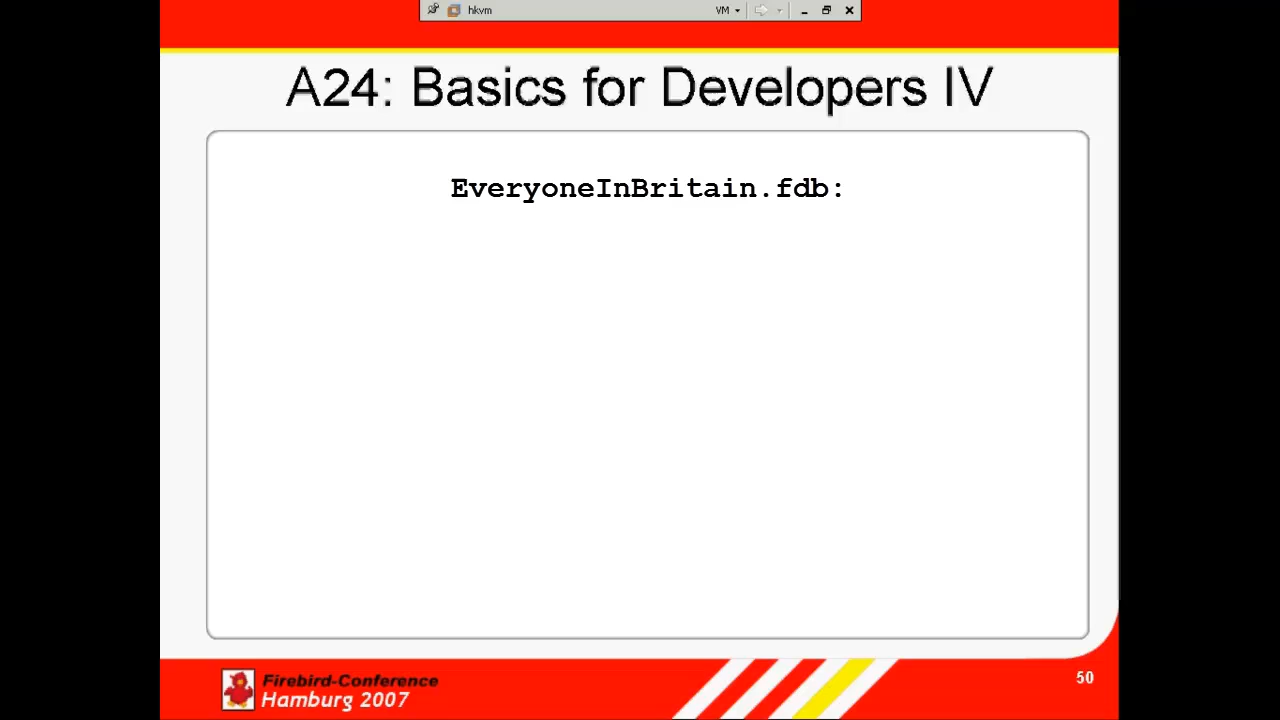 hkvm
VM
A24: Basics for Developers IV
EveryoneInBritain.fdb:
Firebird-Conference
Hamburg 2007
50